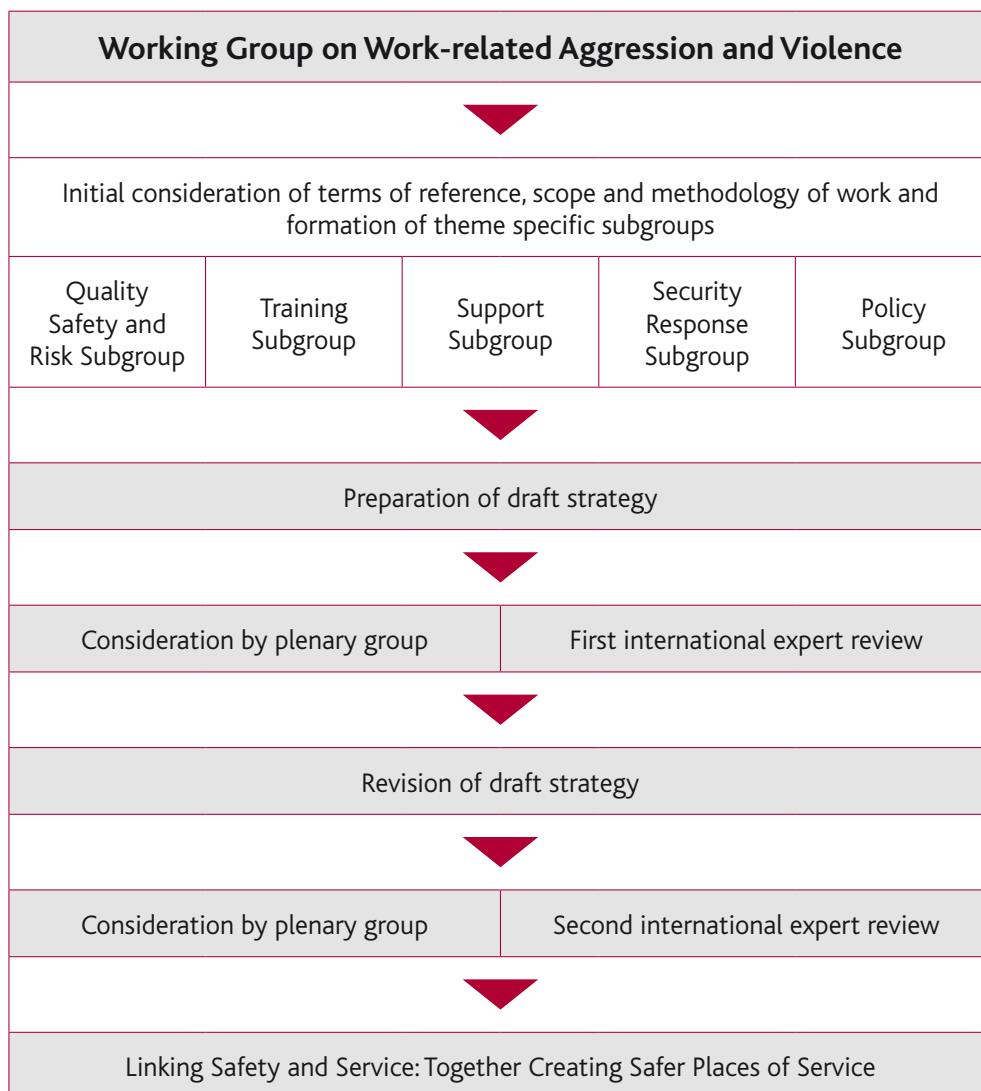 Working Group on Work-related Aggression and Violence
Initial consideration of terms of reference, scope and methodology of work and
formation of theme specific subgroups
Quality
Safety and
Risk Subgroup
Training
Subgroup
Support
Subgroup
Security
Response
Subgroup
Policy
Subgroup
Preparation of draft strategy
Consideration by plenary group
First international expert review
Revision of draft strategy
Consideration by plenary group
Second international expert review
Linking Safety and Service: Together Creating Safer Places of Service